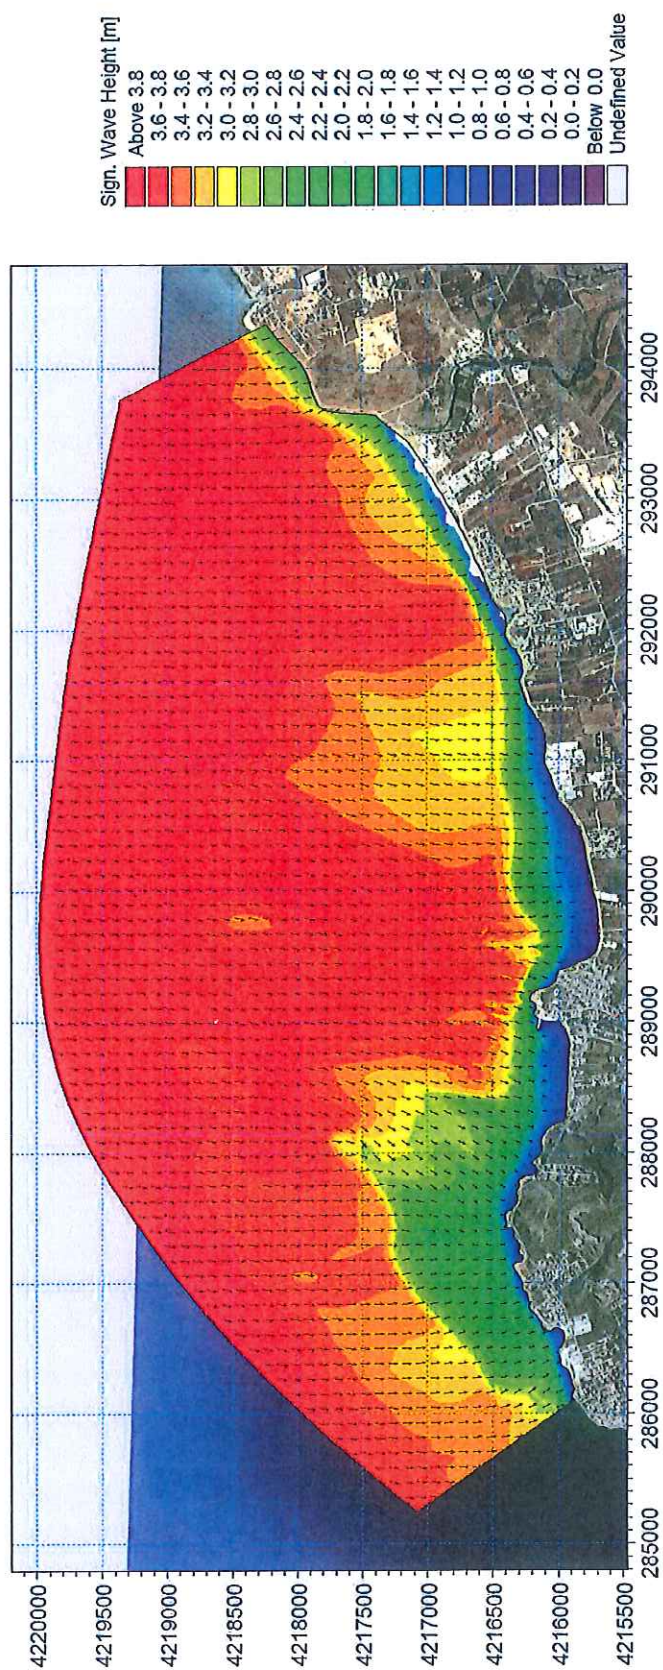 Sign. Wave Height [m]
Above 3.8
3.6 - 3.8
3.4 - 3.6
3.2 - 3.4
3.0 - 3.2
2.8 - 3.0
2.6 - 2.8
2.4 - 2.6
2.2 - 2.4
2.0 - 2.2
1.8 - 2.0
1.6 - 1.8
1.4 - 1.6
1.2 - 1.4
1.0 - 1.2
0.8 - 1.0
0.6 - 0.8
0.4 - 0.6
0.2 - 0.4
0.0 - 0.2
Below 0.0
Undefined Value
4220000
4219500
4219000
4218500
4218000
4217500
4217000
4216500
4216000
4215500
285000 286000 287000 288000 289000 290000 291000 292000 293000 294000